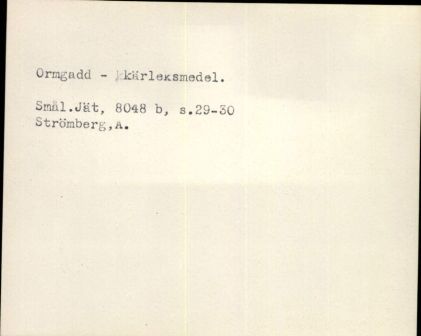 Ormgadd - kärleksmedel.
Smål.Jät, 8048 b, s.29-30
Strömberg,A.